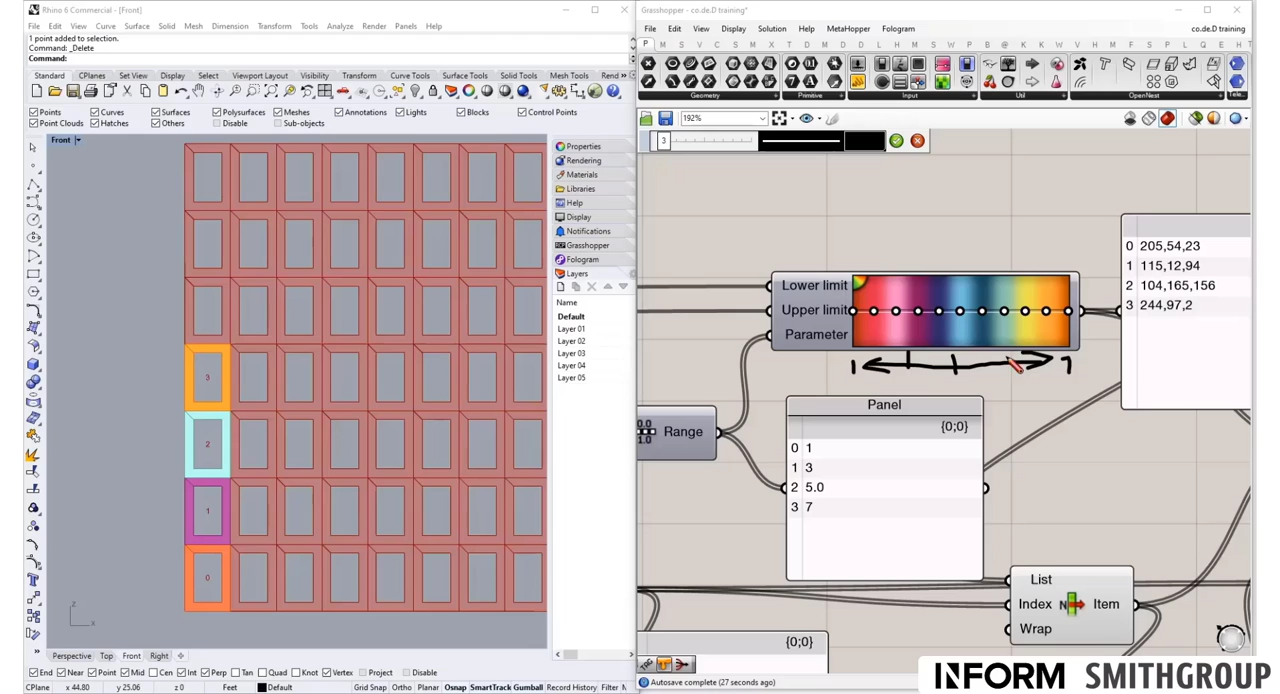 Rhino 6 Commercial - [Front]
File Edit View Curve Surface Solid Mesh Dimension Transform Tools Analyze Render Panels Help
1 point added to selection.
Command: _Delete
Command:
Standard CPlanes Set View Display Select Viewport Layout Visibility Transform Curve Tools Surface Tools Solid Tools Mesh Tools Rend »
Points Curves Surfaces Polysurfaces Meshes Annotations Lights Blocks Control Points
Point Clouds Hatches Others Disable Sub-objects
Front
Properties
Rendering
Materials
Libraries
Help
Display
Notifications
Grasshopper
Fologram
Layers
Name
Default
Layer 01
Layer 02
Layer 03
Layer 04
Layer 05
3
2
1
0
z
x
Perspective Top Front Right
End Near Point Mid Cen Int Perp Tan Quad Knot Vertex Project Disable
CPlane x 44.80 y 25.06 z 0 Feet Default Grid Snap Ortho Planar Osnap SmartTrack Gumball Record History Filter
Grasshopper - co.de.D training*
File Edit View Display Solution Help MetaHopper Fologram co.de.D training*
P M S V C S M I X T D D A K L H M L S W P B @ M A C K W V C B E F L Q E H
Geometry Primitive Input Util OpenNest Tele..
192%
3
Lower limit
Upper limit
Parameter
1 7
0 205,54,23
1 115,12,94
2 104,165,156
3 244,97,2
0.0
1.0
Range
Panel
{0;0}
0 1
1 3
2 5.0
3 7
List
Index
Wrap
N
Item
{0;0}
Autosave complete (27 seconds ago)
INFORM SMITHGROUP